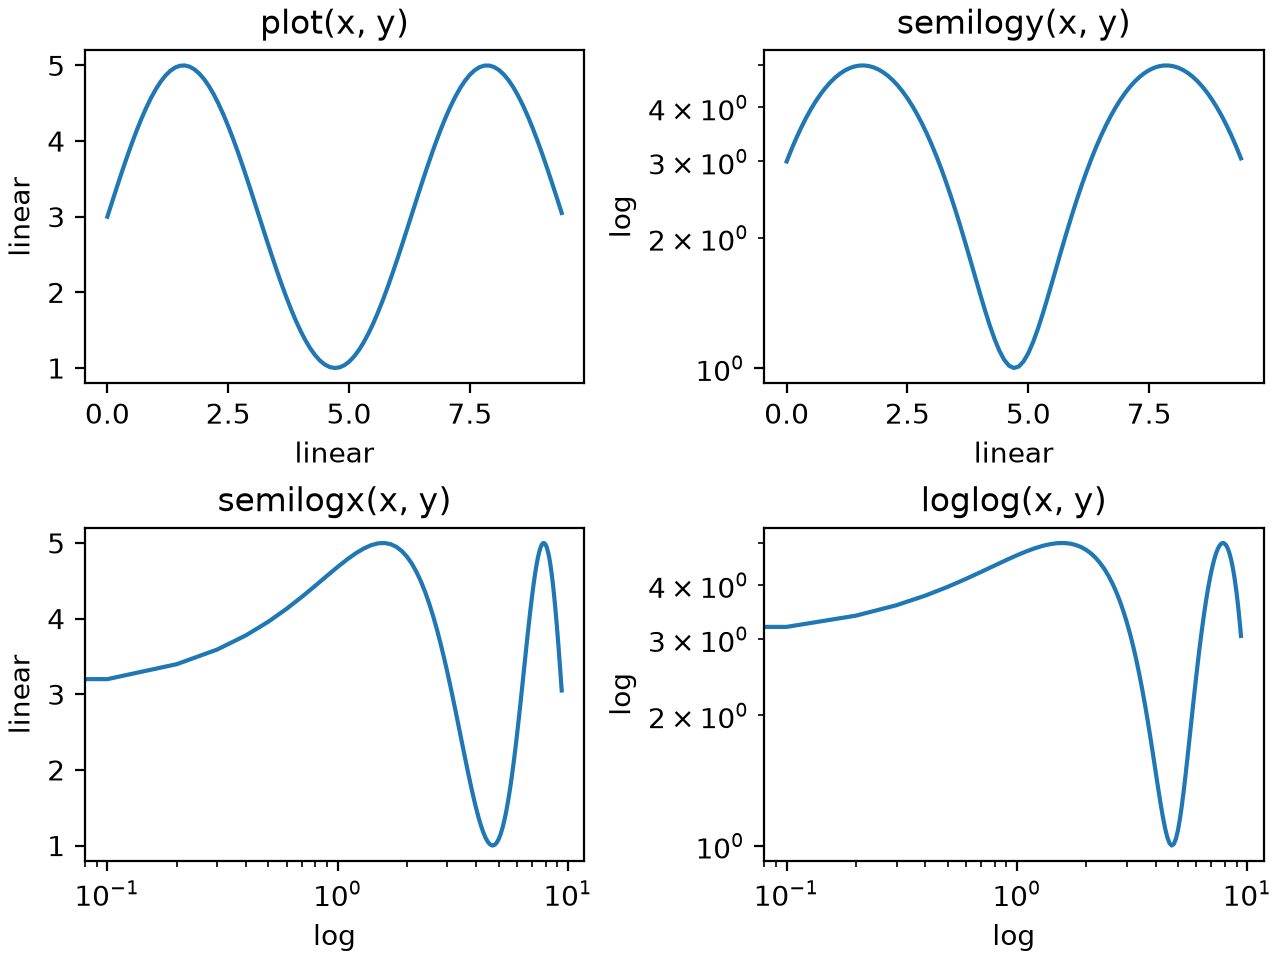 plot(x, y)
5
4
3
2
1
linear
0.0 2.5 5.0 7.5
linear
semilogy(x, y)
4 × 10⁰
3 × 10⁰
2 × 10⁰
10⁰
log
0.0 2.5 5.0 7.5
linear
semilogx(x, y)
5
4
3
2
1
linear
10⁻¹ 10⁰ 10¹
log
loglog(x, y)
4 × 10⁰
3 × 10⁰
2 × 10⁰
10⁰
log
10⁻¹ 10⁰ 10¹
log